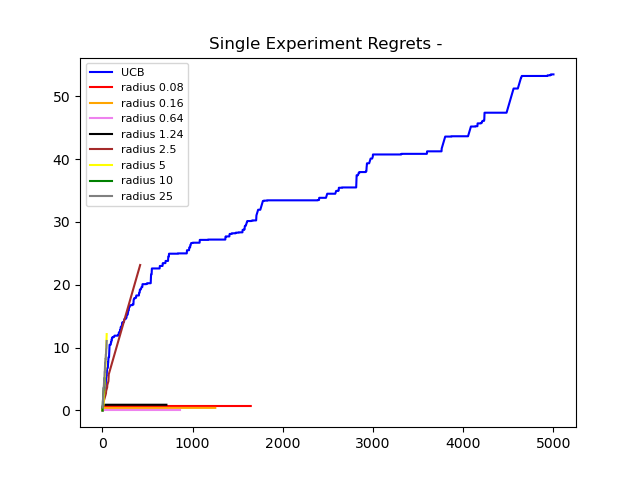 Single Experiment Regrets -
UCB
radius 0.08
radius 0.16
radius 0.64
radius 1.24
radius 2.5
radius 5
radius 10
radius 25
50
40
30
20
10
0
0 1000 2000 3000 4000 5000